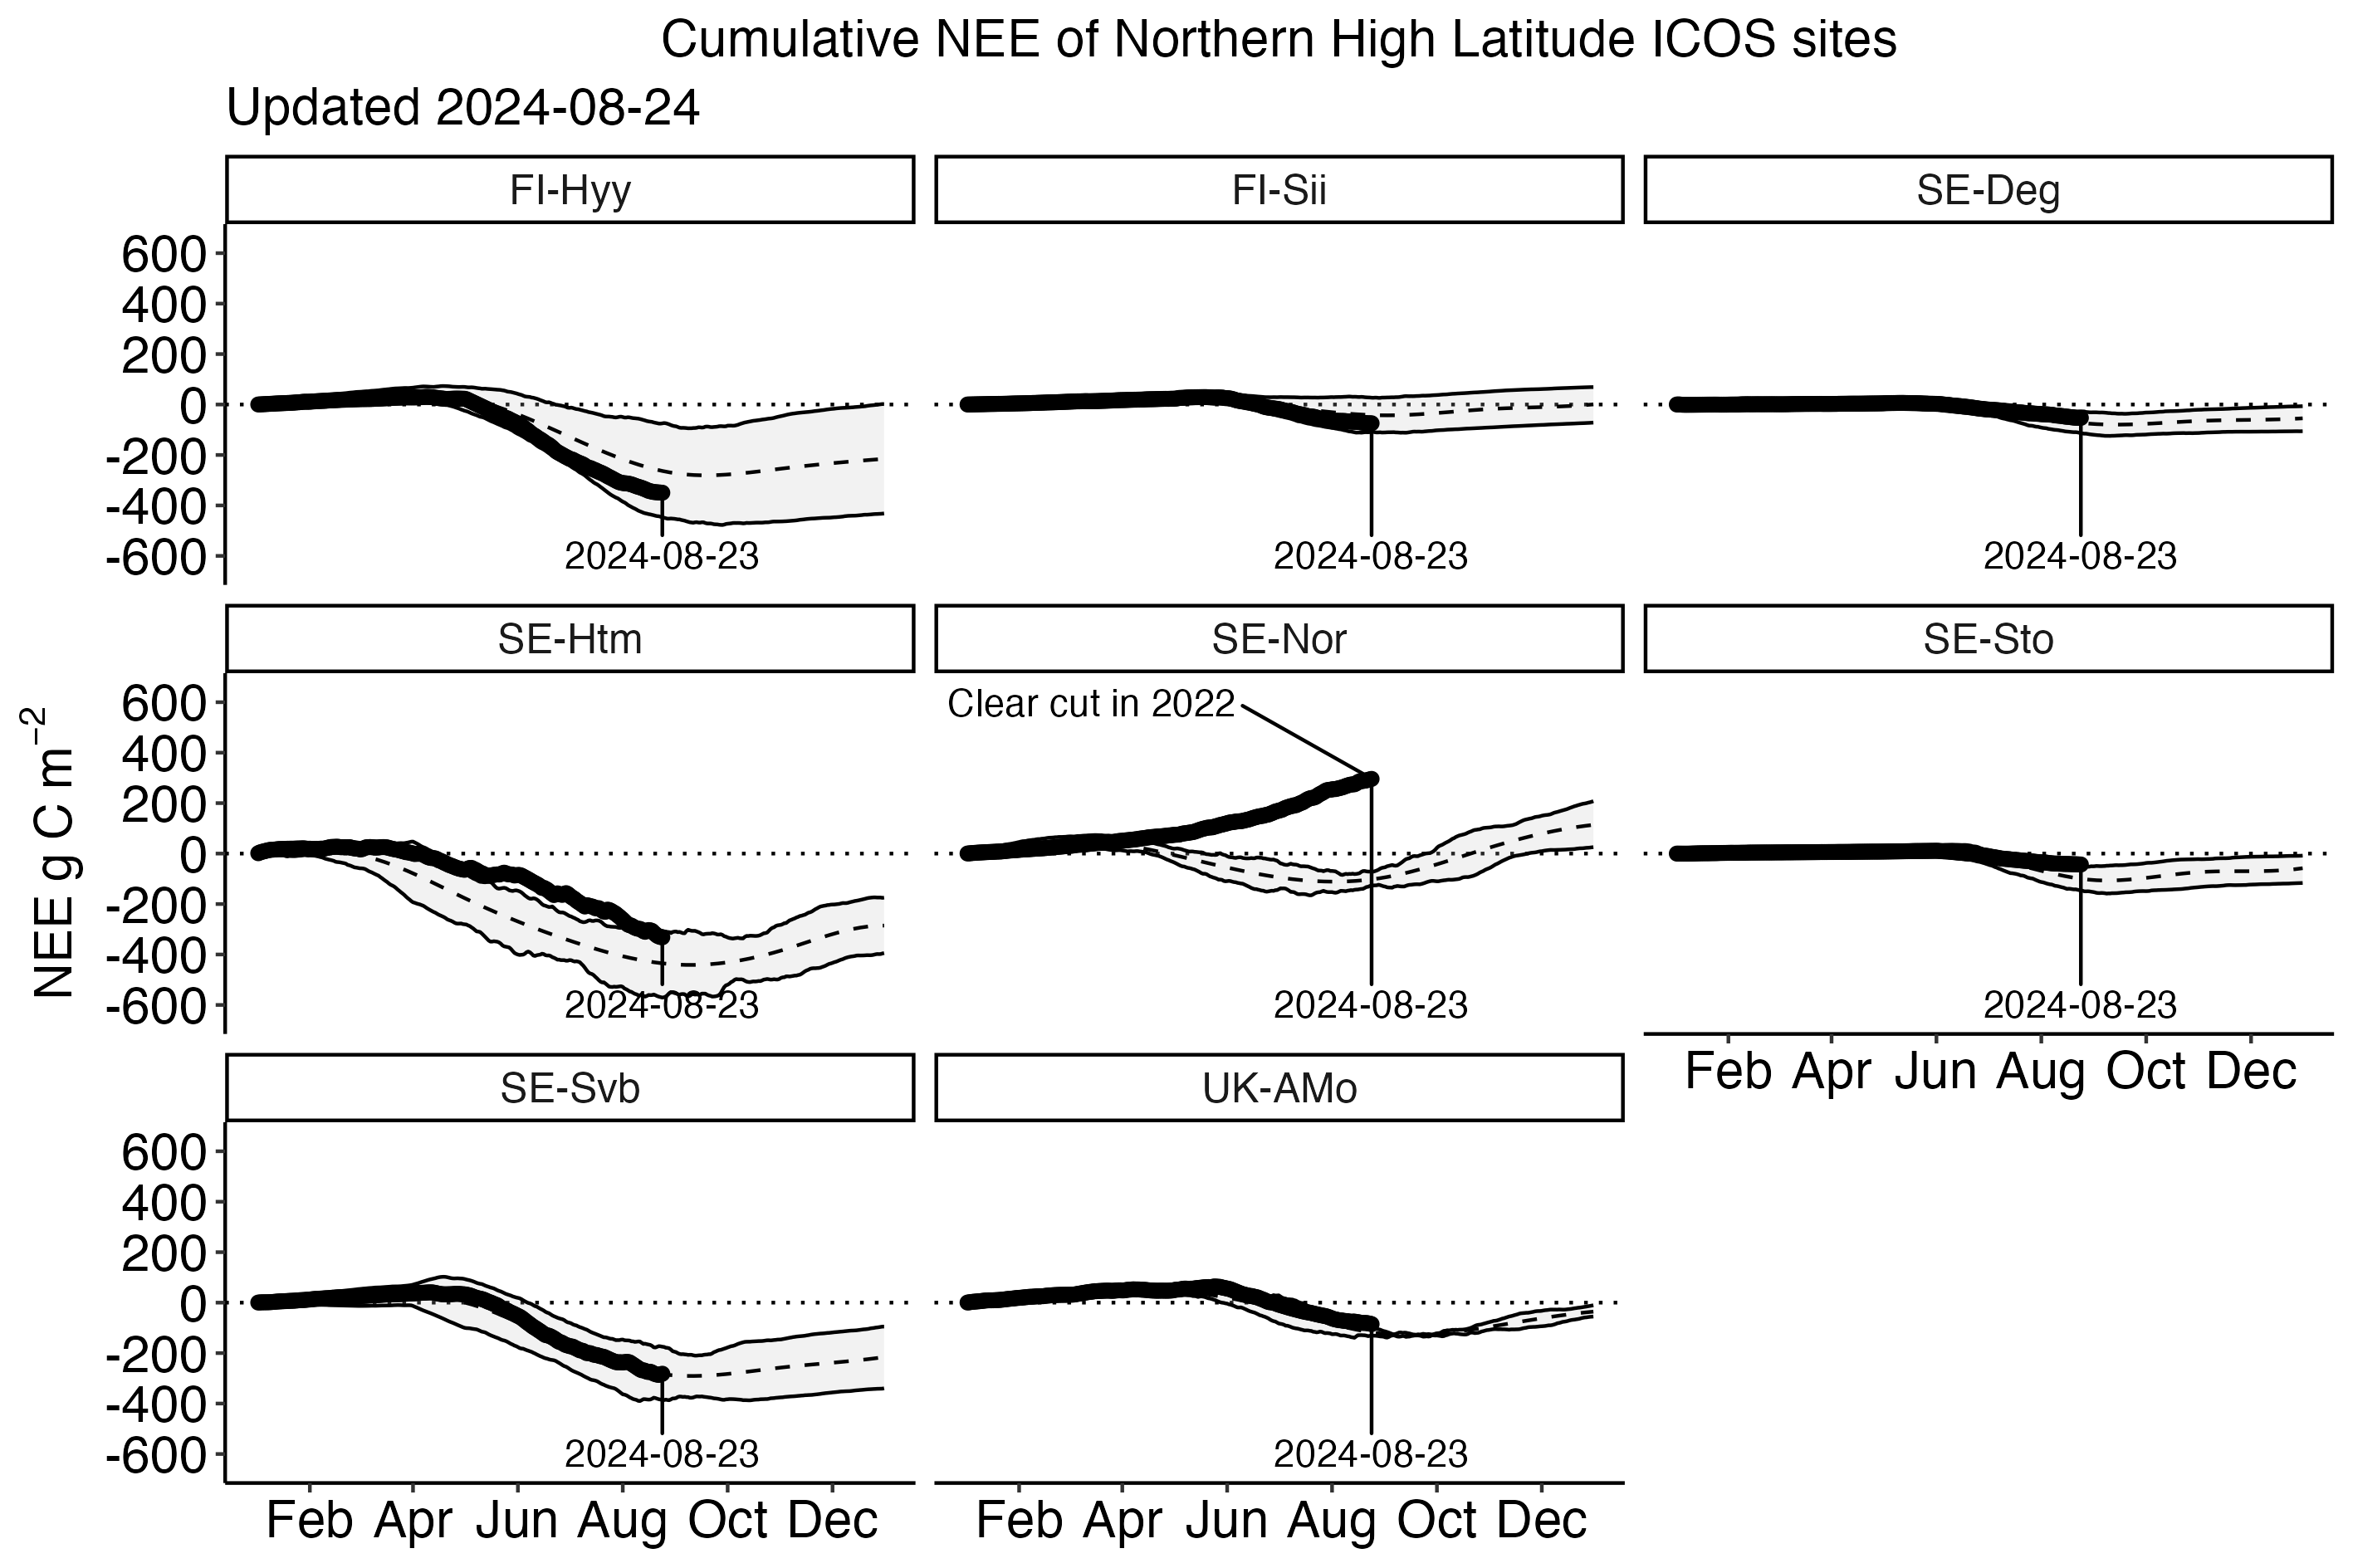 Cumulative NEE of Northern High Latitude ICOS sites
Updated 2024-08-24
FI-Hyy
FI-Sii
SE-Deg
600
400
200
0
-200
-400
-600
2024-08-23
2024-08-23
2024-08-23
SE-Htm
SE-Nor
SE-Sto
NEE g C m⁻²
600
400
200
0
-200
-400
-600
Clear cut in 2022
2024-08-23
2024-08-23
2024-08-23
Feb Apr Jun Aug Oct Dec
SE-Svb
UK-AMo
600
400
200
0
-200
-400
-600
2024-08-23
2024-08-23
Feb Apr Jun Aug Oct Dec
Feb Apr Jun Aug Oct Dec